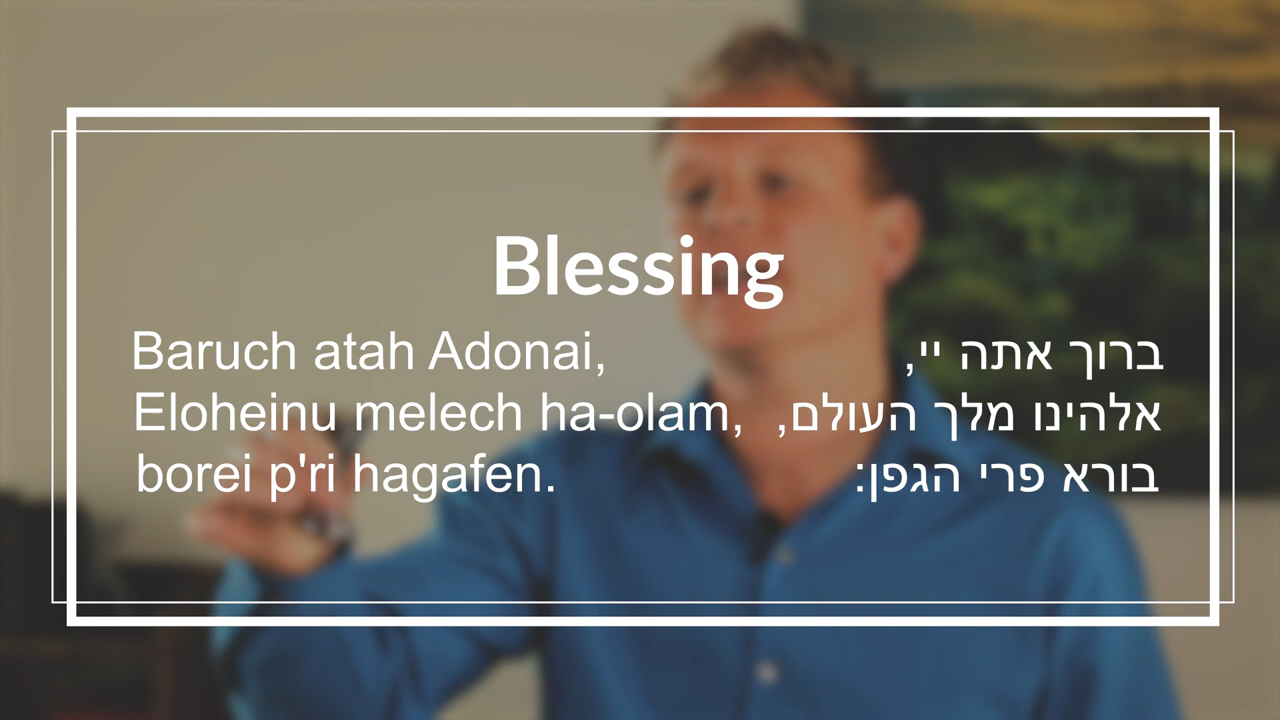 Blessing
Baruch atah Adonai, ברוך אתה יי,
Eloheinu melech ha-olam, אלהינו מלך העולם,
borei p'ri hagafen. בורא פרי הגפן: